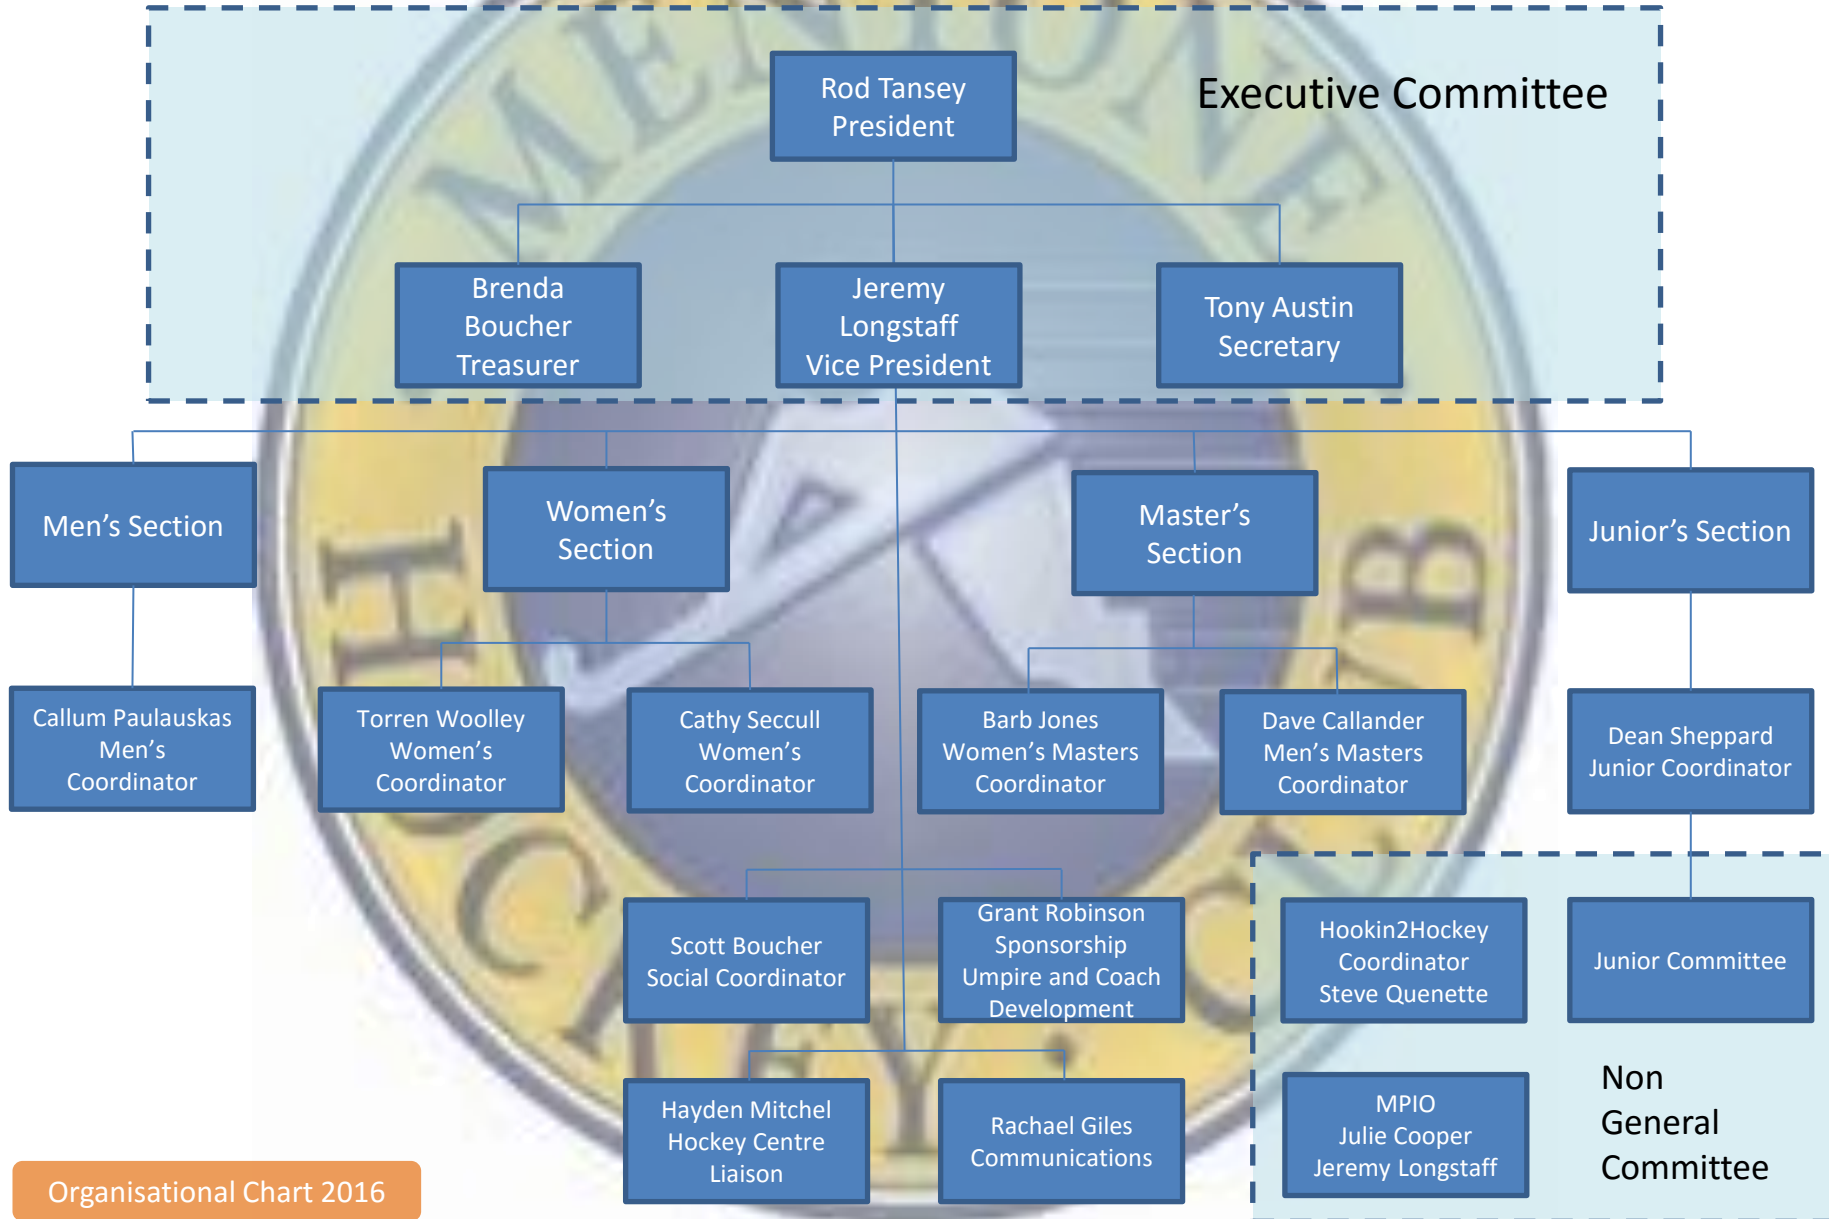 MENTONE
HOCKEY • CLUB
Executive Committee
Rod Tansey
President
Brenda
Boucher
Treasurer
Jeremy
Longstaff
Vice President
Tony Austin
Secretary
Men’s Section
Women’s
Section
Master’s
Section
Junior’s Section
Callum Paulauskas
Men’s
Coordinator
Torren Woolley
Women’s
Coordinator
Cathy Seccull
Women’s
Coordinator
Barb Jones
Women’s Masters
Coordinator
Dave Callander
Men’s Masters
Coordinator
Dean Sheppard
Junior Coordinator
Scott Boucher
Social Coordinator
Grant Robinson
Sponsorship
Umpire and Coach
Development
Hookin2Hockey
Coordinator
Steve Quenette
Junior Committee
Hayden Mitchel
Hockey Centre
Liaison
Rachael Giles
Communications
MPIO
Julie Cooper
Jeremy Longstaff
Non
General
Committee
Organisational Chart 2016